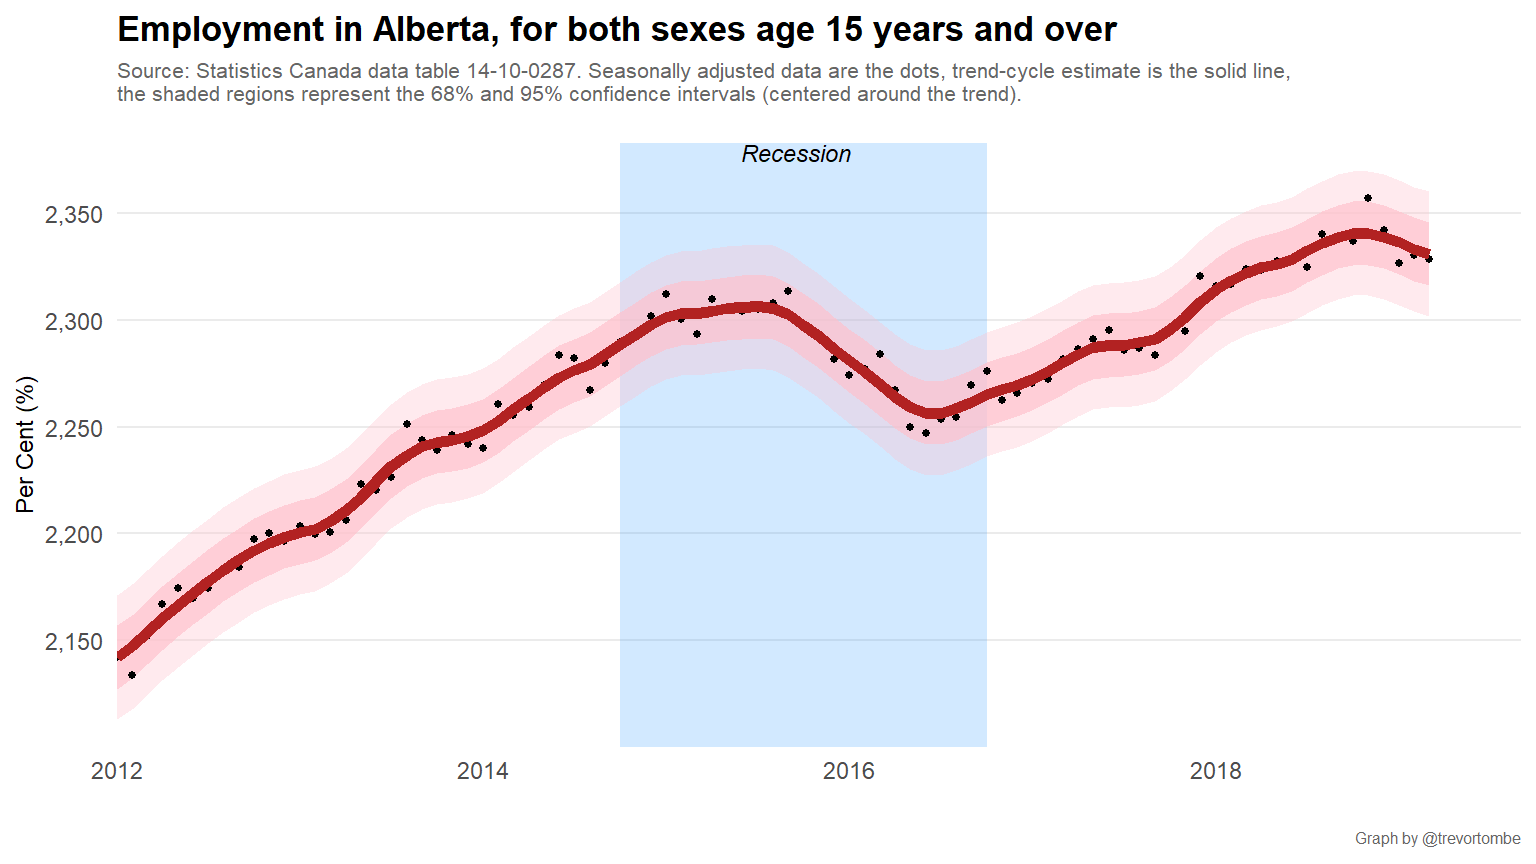 Employment in Alberta, for both sexes age 15 years and over
Source: Statistics Canada data table 14-10-0287. Seasonally adjusted data are the dots, trend-cycle estimate is the solid line,
the shaded regions represent the 68% and 95% confidence intervals (centered around the trend).
Recession
Per Cent (%)
2,350
2,300
2,250
2,200
2,150
2012 2014 2016 2018
Graph by @trevortombe